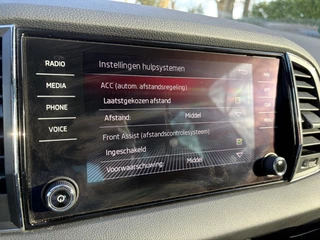 Instellingen hulpsystemen
RADIO
ACC (autom. afstandsregeling)
MEDIA
Laatstgekozen afstand
PHONE
Afstand: Middel
Front Assist (afstandscontrolesysteem)
VOICE
Ingeschakeld
Voorwaarschuwing: Middel